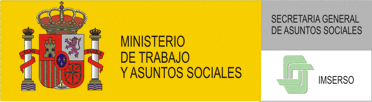 MINISTERIO
DE TRABAJO
Y ASUNTOS SOCIALES
SECRETARIA GENERAL
DE ASUNTOS SOCIALES
IMSERSO